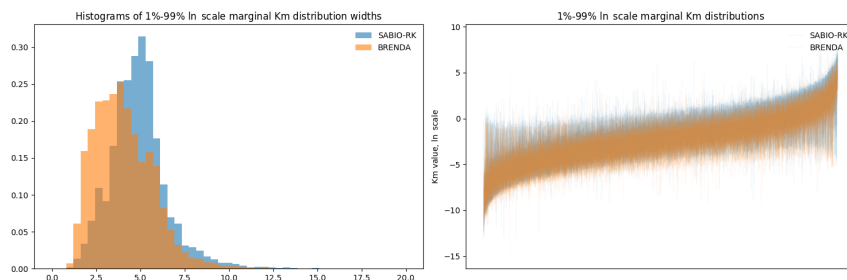 Histograms of 1%-99% ln scale marginal Km distribution widths
SABIO-RK
BRENDA
0.30
0.25
0.20
0.15
0.10
0.05
0.00
0.0 2.5 5.0 7.5 10.0 12.5 15.0 17.5 20.0
1%-99% ln scale marginal Km distributions
SABIO-RK
BRENDA
Km value, ln scale
10
5
0
−5
−10
−15